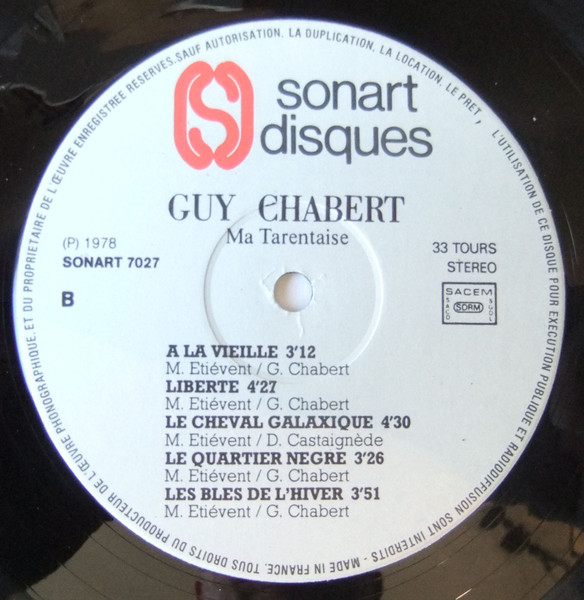 TOUS DROITS DU PRODUCTEUR DE L'ŒUVRE PHONOGRAPHIQUE. ET DU PROPRIETAIRE DE L'ŒUVRE ENREGISTREE RESERVES. SAUF AUTORISATION, LA DUPLICATION, LA LOCATION, LE PRET, L'UTILISATION DE CE DISQUE POUR EXECUTION PUBLIQUE ET RADIODIFFUSION SONT INTERDITS - MADE IN FRANCE.
sonart
disques
GUY CHABERT
Ma Tarentaise
(P) 1978
SONART 7027
B
33 TOURS
STEREO
SACEM
SACD
SDRM
SGDL
A LA VIEILLE 3'12
M. Etiévent / G. Chabert
LIBERTE 4'27
M. Etiévent / G. Chabert
LE CHEVAL GALAXIQUE 4'30
M. Etiévent / D. Castaignède
LE QUARTIER NEGRE 3'26
M. Etiévent / G. Chabert
LES BLES DE L'HIVER 3'51
M. Etiévent / G. Chabert